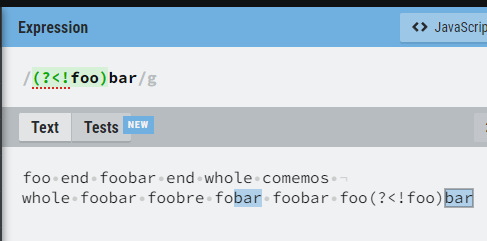 Expression
<> JavaScrip
/(?<!foo)bar/g
Text Tests NEW
foo·end·foobar·end·whole·comemos·¬
whole·foobar·foobre·fobar·foobar·foo(?<!foo)bar